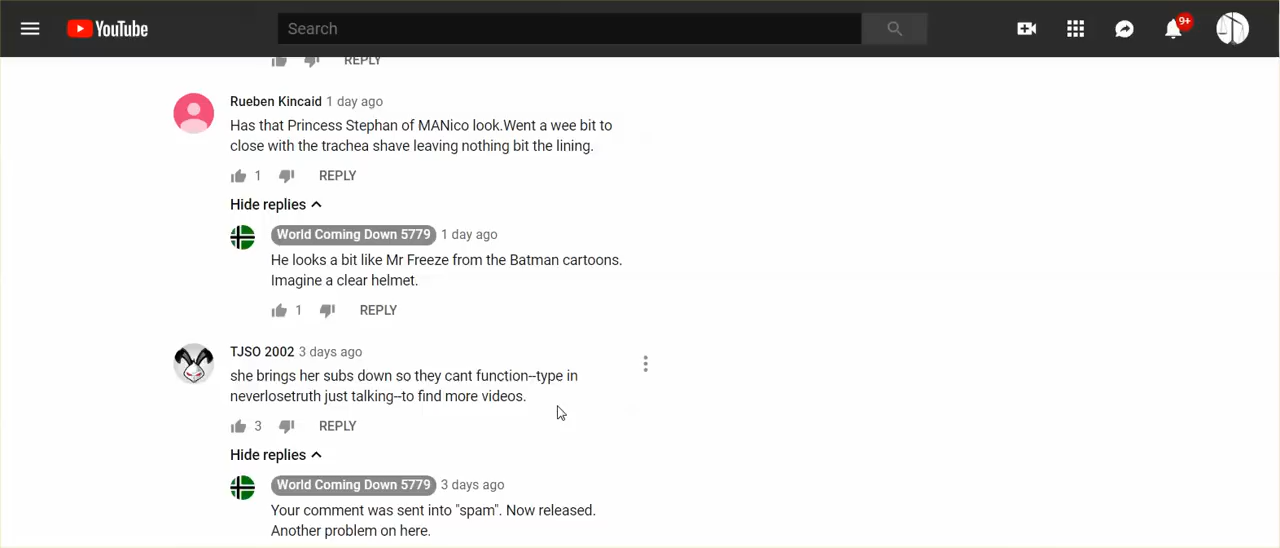 YouTube
Search
9+
REPLY
Rueben Kincaid 1 day ago
Has that Princess Stephan of MANico look.Went a wee bit to
close with the trachea shave leaving nothing bit the lining.
1 REPLY
Hide replies
World Coming Down 5779 1 day ago
He looks a bit like Mr Freeze from the Batman cartoons.
Imagine a clear helmet.
1 REPLY
TJSO 2002 3 days ago
she brings her subs down so they cant function--type in
neverlosetruth just talking--to find more videos.
3 REPLY
Hide replies
World Coming Down 5779 3 days ago
Your comment was sent into "spam". Now released.
Another problem on here.